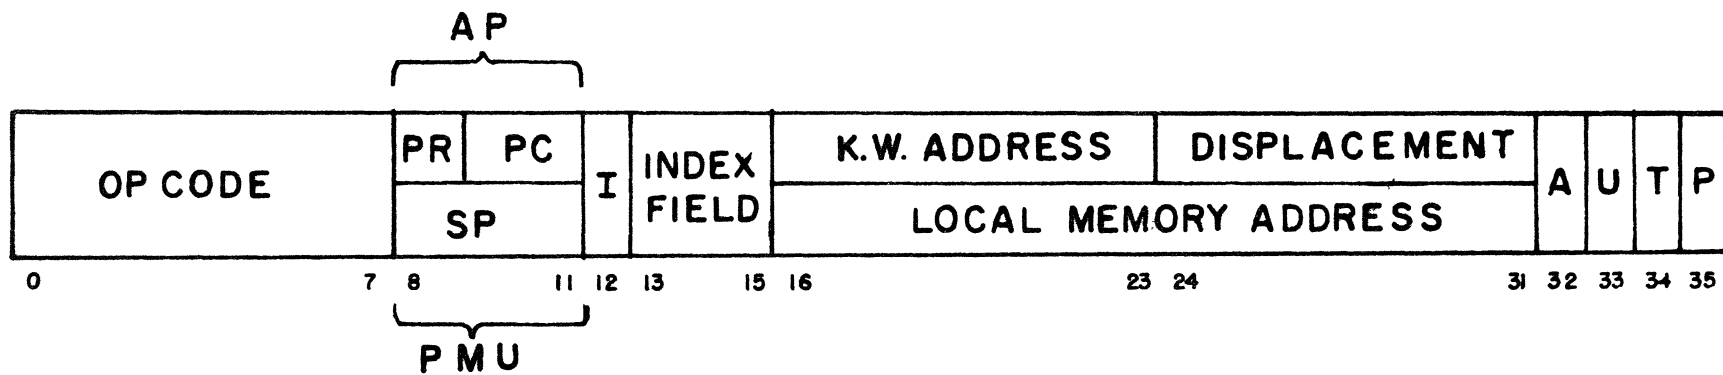 AP
OP CODE
PR PC
SP
I
INDEX
FIELD
K.W. ADDRESS DISPLACEMENT
LOCAL MEMORY ADDRESS
A U T P
0 7 8 11 12 13 15 16 23 24 31 32 33 34 35
PMU